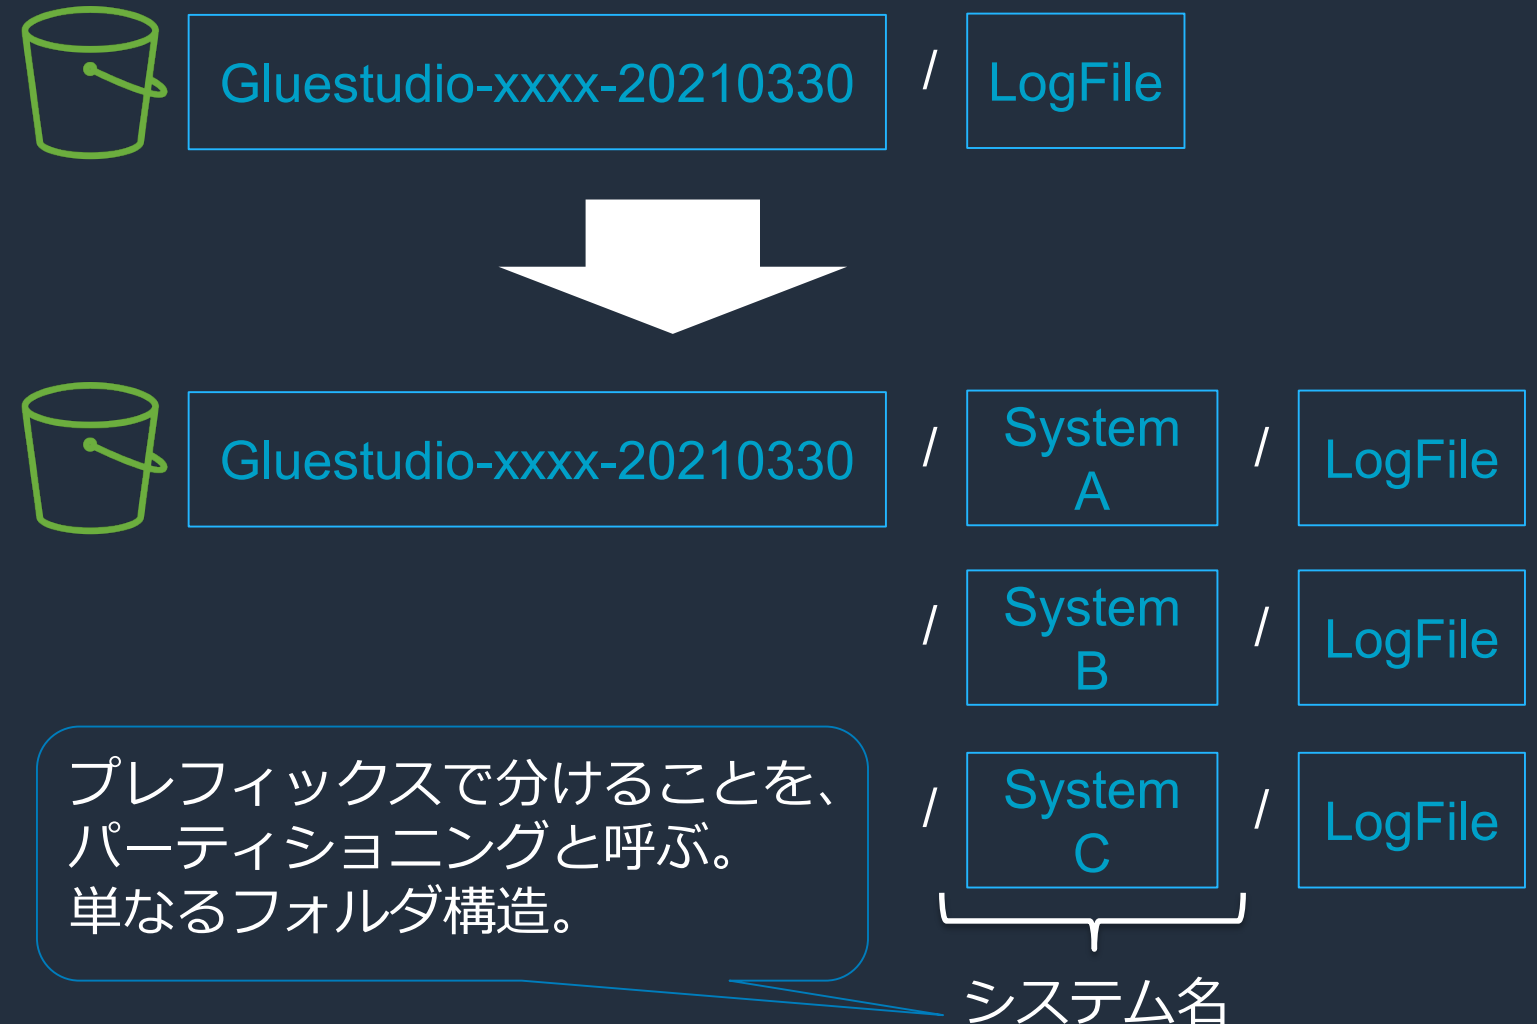 Gluestudio-xxxx-20210330 / LogFile
Gluestudio-xxxx-20210330 / System A / LogFile
/ System B / LogFile
/ System C / LogFile
プレフィックスで分けることを、
パーティショニングと呼ぶ。
単なるフォルダ構造。
システム名